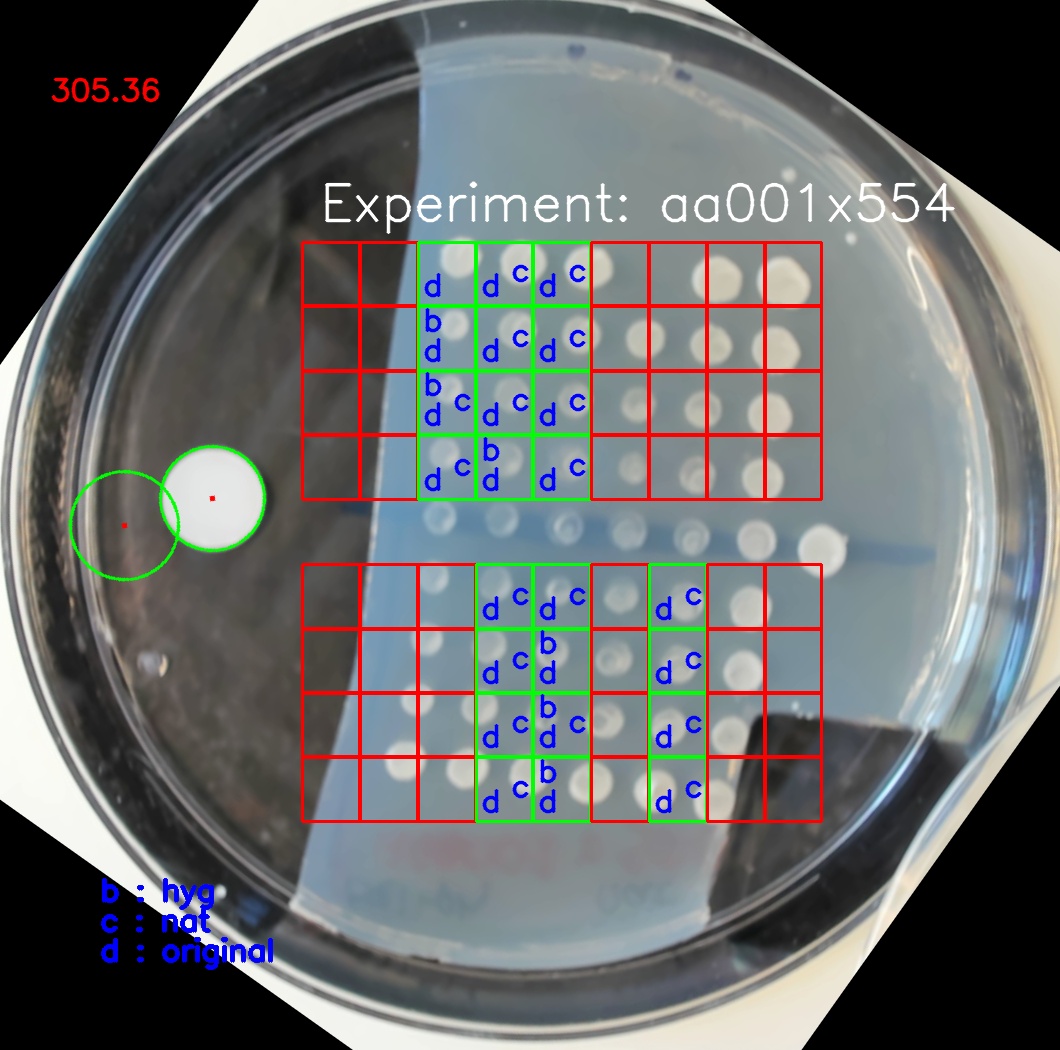 305.36
Experiment: aa001x554
d d c d c
b d d c d c
b d c d c d c
d c b d d c
d c d c d c
d c b d d c
d c b d c d c
d c b d d c
b : hyg
c : nat
d : original